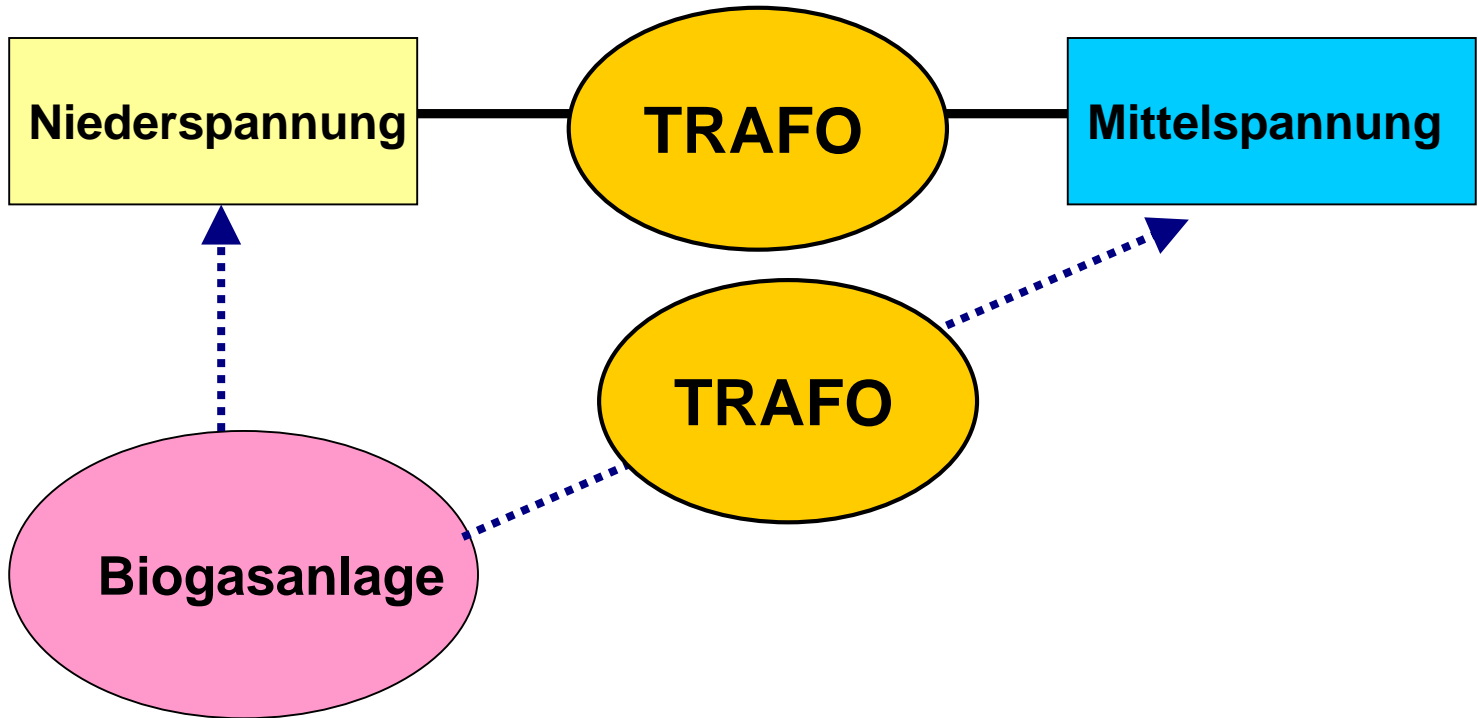 Niederspannung
TRAFO
Mittelspannung
TRAFO
Biogasanlage